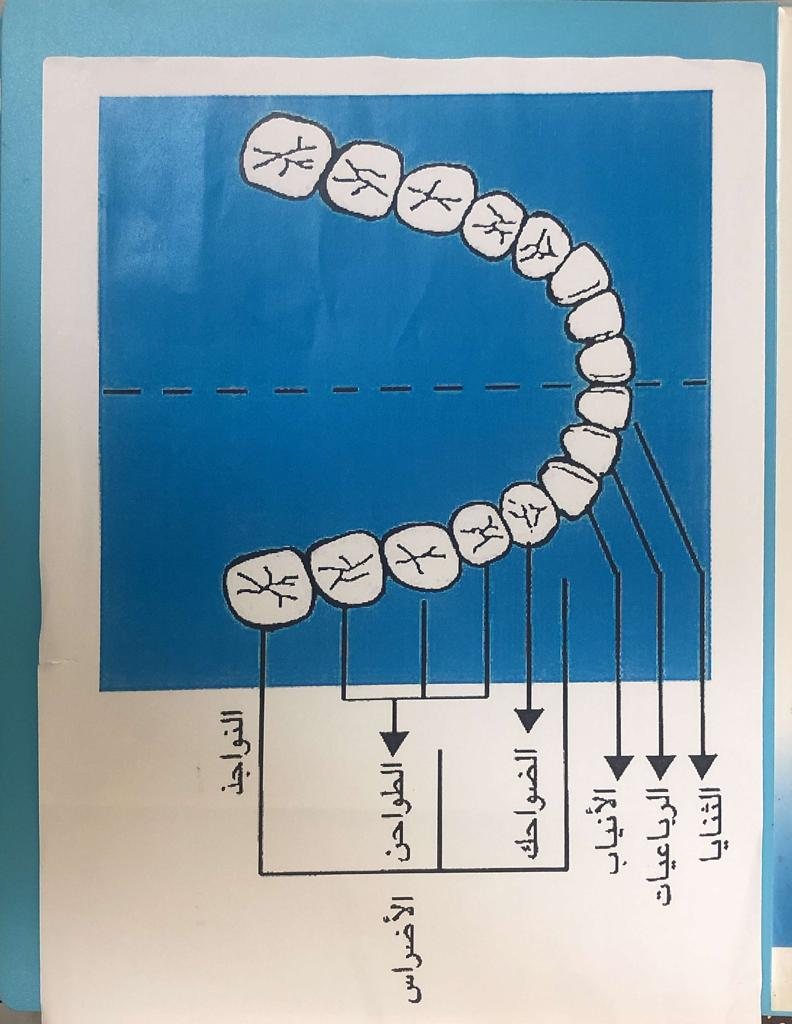 الثنايا
الرباعيات
الأنياب
الضواحك
الطواحن
النواجذ
الأضراس